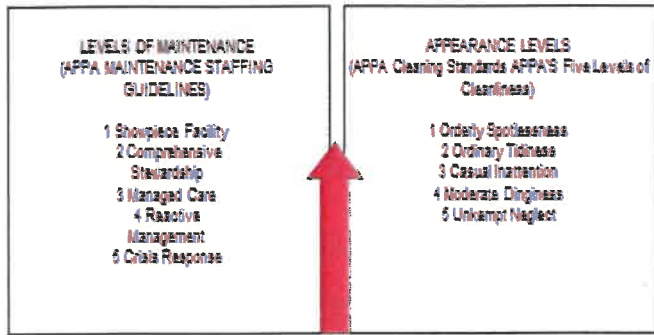 LEVELS OF MAINTENANCE
(APPA MAINTENANCE STAFFING
GUIDELINES)
1 Showpiece Facility
2 Comprehensive
Stewardship
3 Managed Care
4 Reactive
Management
5 Crisis Response
APPEARANCE LEVELS
(APPA Cleaning Standards APPA'S Five Levels of
Cleanliness)
1 Orderly Spotlessness
2 Ordinary Tidiness
3 Casual Inattention
4 Moderate Dinginess
5 Unkempt Neglect